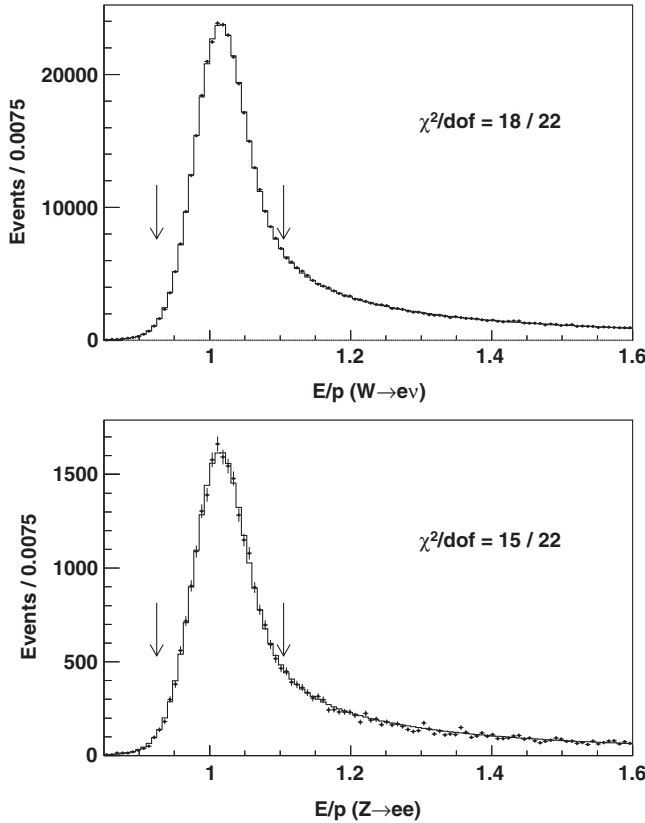 Events / 0.0075
20000
10000
0
χ²/dof = 18 / 22
1
1.2
1.4
1.6
E/p (W→eν)
Events / 0.0075
1500
1000
500
0
χ²/dof = 15 / 22
1
1.2
1.4
1.6
E/p (Z→ee)